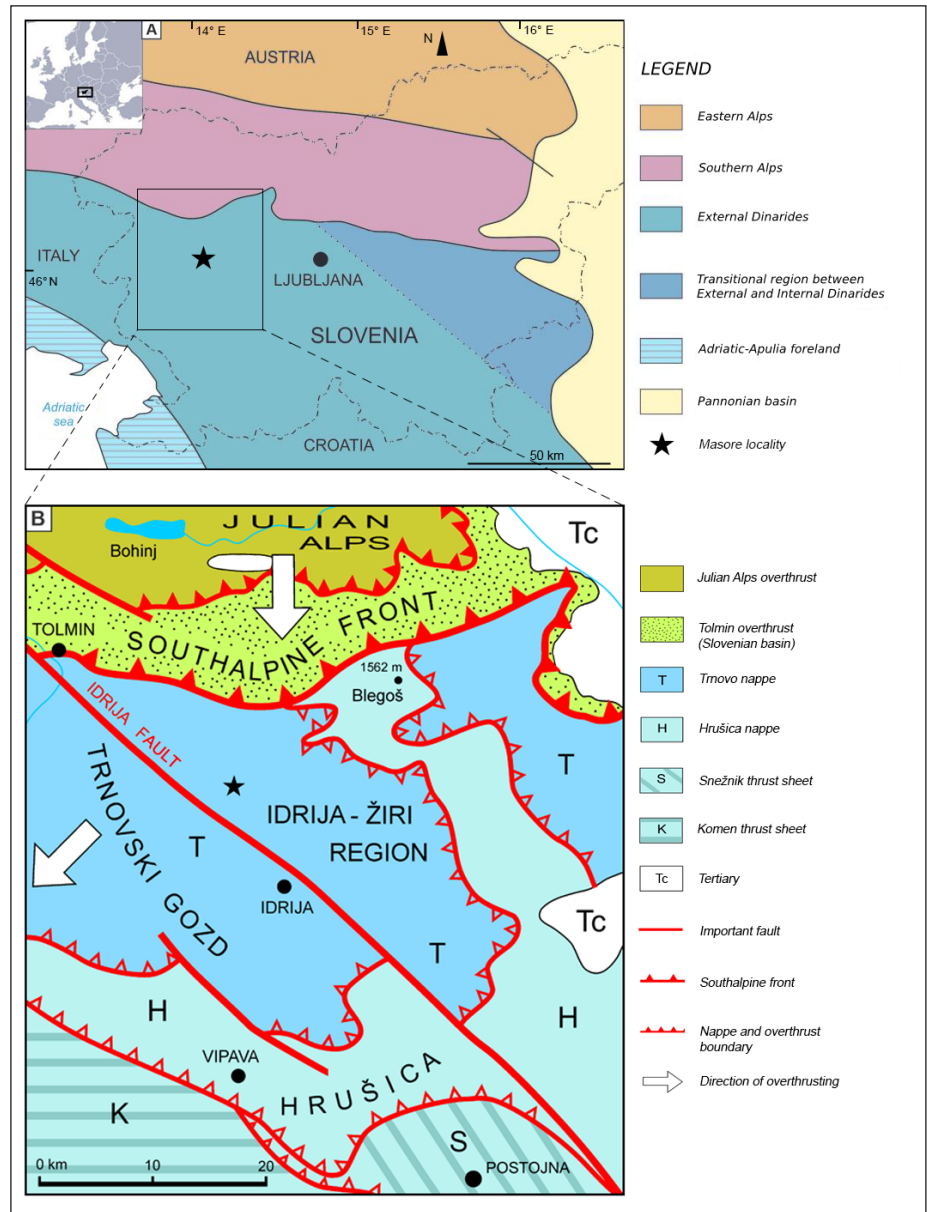 A
14° E
15° E
16° E
N
AUSTRIA
ITALY
46° N
LJUBLJANA
SLOVENIA
Adriatic
sea
CROATIA
50 km
LEGEND
Eastern Alps
Southern Alps
External Dinarides
Transitional region between
External and Internal Dinarides
Adriatic-Apulia foreland
Pannonian basin
Masore locality
B
JULIAN
ALPS
Bohinj
Tc
TOLMIN
SOUTHALPINE FRONT
1562 m
Blegoš
IDRIJA FAULT
T
TRNOVSKI GOZD
T
IDRIJA - ŽIRI
REGION
IDRIJA
Tc
T
H
H
VIPAVA
HRUŠICA
K
S
POSTOJNA
0 km
10
20
Julian Alps overthrust
Tolmin overthrust
(Slovenian basin)
T
Trnovo nappe
H
Hrušica nappe
S
Snežnik thrust sheet
K
Komen thrust sheet
Tc
Tertiary
Important fault
Southalpine front
Nappe and overthrust
boundary
Direction of overthrusting